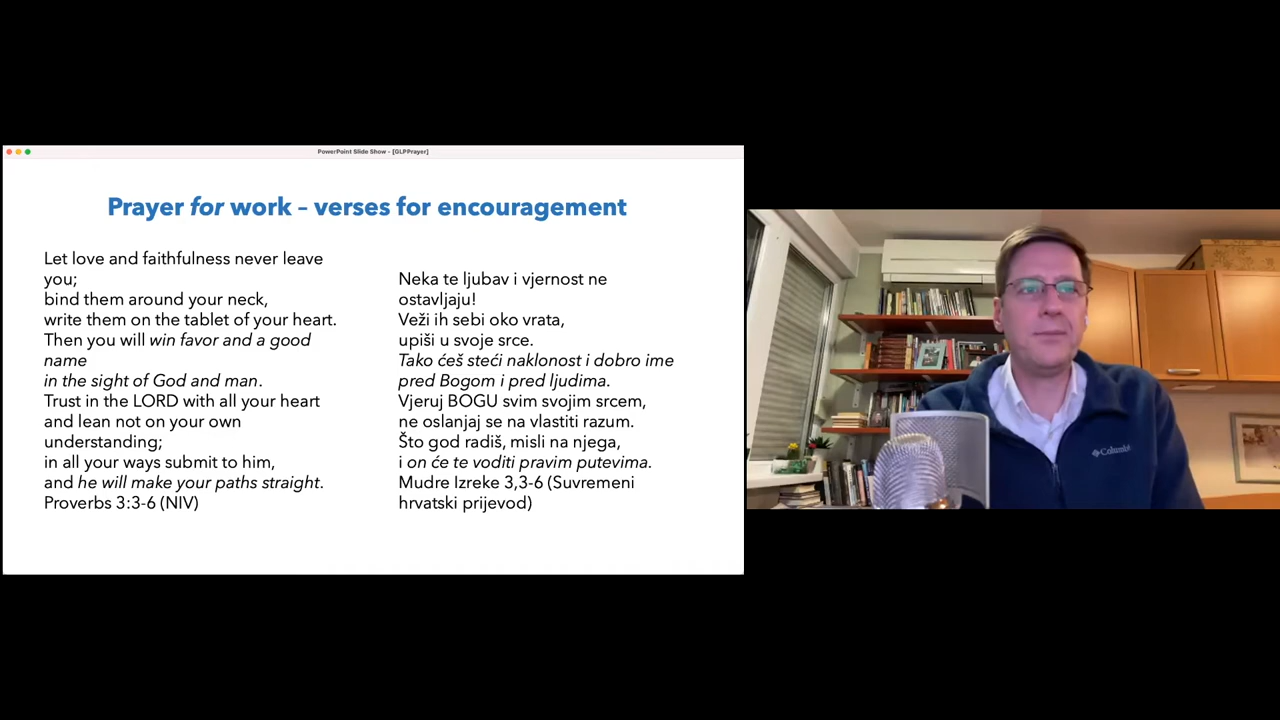 PowerPoint Slide Show - [GLPPrayer]
Prayer for work – verses for encouragement
Let love and faithfulness never leave
you;
bind them around your neck,
write them on the tablet of your heart.
Then you will win favor and a good
name
in the sight of God and man.
Trust in the LORD with all your heart
and lean not on your own
understanding;
in all your ways submit to him,
and he will make your paths straight.
Proverbs 3:3-6 (NIV)
Neka te ljubav i vjernost ne
ostavljaju!
Veži ih sebi oko vrata,
upiši u svoje srce.
Tako ćeš steći naklonost i dobro ime
pred Bogom i pred ljudima.
Vjeruj BOGU svim svojim srcem,
ne oslanjaj se na vlastiti razum.
Što god radiš, misli na njega,
i on će te voditi pravim putevima.
Mudre Izreke 3,3-6 (Suvremeni
hrvatski prijevod)
Columbia